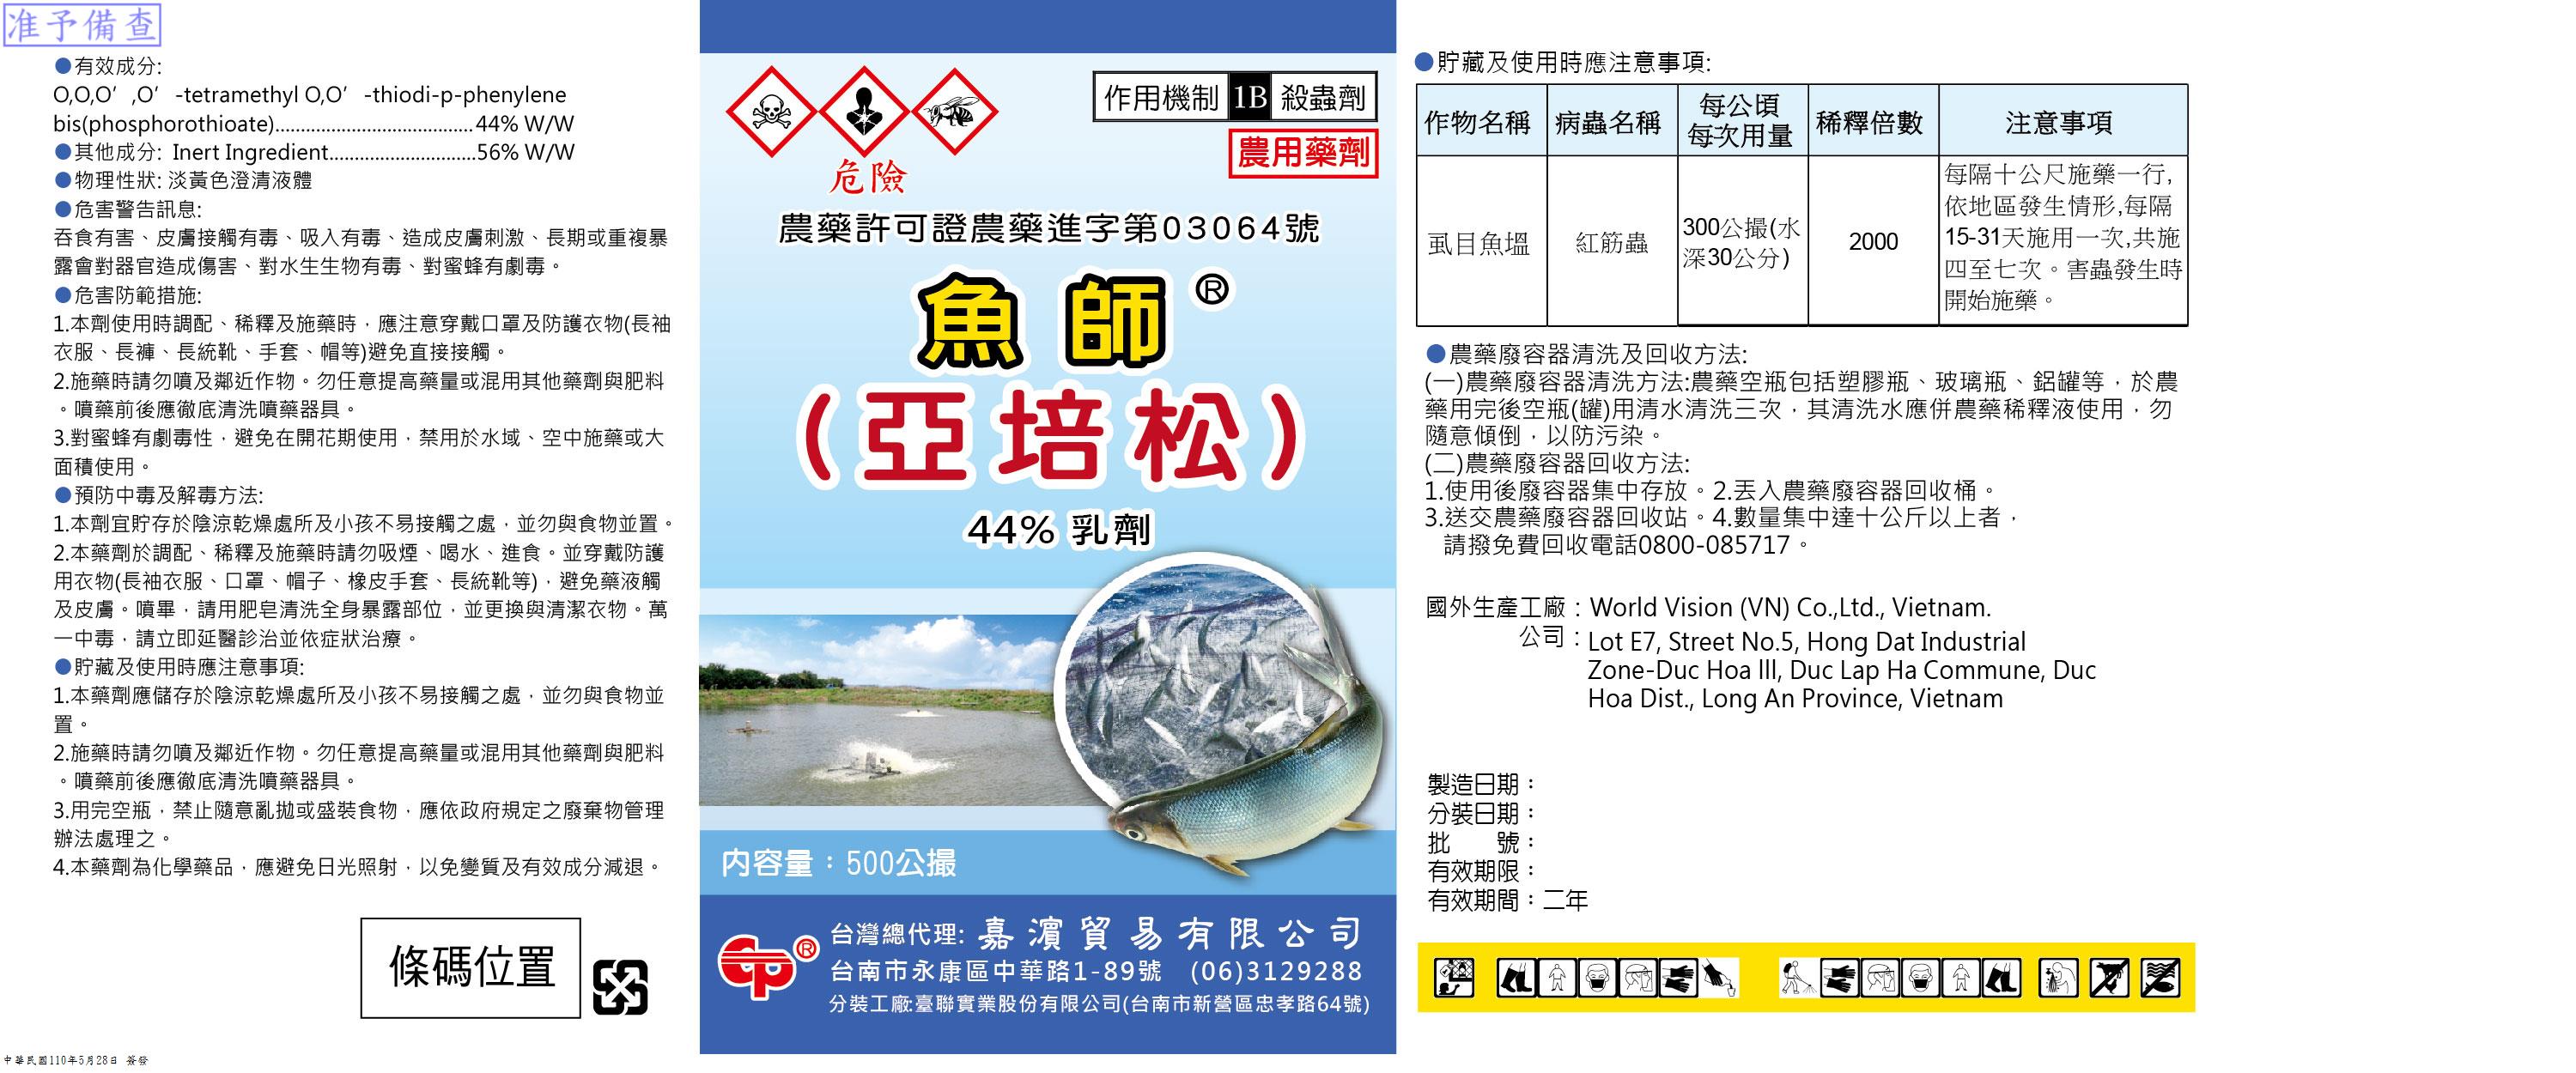 准予備查
●有效成分:
O,O,O’,O’-tetramethyl O,O’-thiodi-p-phenylene
bis(phosphorothioate).......................................44% W/W
●其他成分: Inert Ingredient.............................56% W/W
●物理性狀: 淡黃色澄清液體
●危害警告訊息:
吞食有害、皮膚接觸有毒、吸入有毒、造成皮膚刺激、長期或重複暴
露會對器官造成傷害、對水生生物有毒、對蜜蜂有劇毒。
●危害防範措施:
1.本劑使用時調配、稀釋及施藥時，應注意穿戴口罩及防護衣物(長袖
衣服、長褲、長統靴、手套、帽等)避免直接接觸。
2.施藥時請勿噴及鄰近作物。勿任意提高藥量或混用其他藥劑與肥料
。噴藥前後應徹底清洗噴藥器具。
3.對蜜蜂有劇毒性，避免在開花期使用，禁用於水域、空中施藥或大
面積使用。
●預防中毒及解毒方法:
1.本劑宜貯存於陰涼乾燥處所及小孩不易接觸之處，並勿與食物並置。
2.本藥劑於調配、稀釋及施藥時請勿吸煙、喝水、進食。並穿戴防護
用衣物(長袖衣服、口罩、帽子、橡皮手套、長統靴等)，避免藥液觸
及皮膚。噴畢，請用肥皂清洗全身暴露部位，並更換與清潔衣物。萬
一中毒，請立即延醫診治並依症狀治療。
●貯藏及使用時應注意事項:
1.本藥劑應儲存於陰涼乾燥處所及小孩不易接觸之處，並勿與食物並
置。
2.施藥時請勿噴及鄰近作物。勿任意提高藥量或混用其他藥劑與肥料
。噴藥前後應徹底清洗噴藥器具。
3.用完空瓶，禁止隨意亂拋或盛裝食物，應依政府規定之廢棄物管理
辦法處理之。
4.本藥劑為化學藥品，應避免日光照射，以免變質及有效成分減退。
條碼位置
中華民國110年5月28日 簽發
危險
作用機制 1B 殺蟲劑
農用藥劑
農藥許可證農藥進字第03064號
魚師®
(亞培松)
44% 乳劑
內容量：500公撮
cp®
台灣總代理: 嘉濱貿易有限公司
台南市永康區中華路1-89號 (06)3129288
分裝工廠:臺聯實業股份有限公司(台南市新營區忠孝路64號)
●貯藏及使用時應注意事項:
作物名稱 病蟲名稱 每公頃每次用量 稀釋倍數 注意事項
虱目魚塭 紅筋蟲 300公撮(水深30公分) 2000
每隔十公尺施藥一行,
依地區發生情形,每隔
15-31天施用一次,共施
四至七次。害蟲發生時
開始施藥。
●農藥廢容器清洗及回收方法:
(一)農藥廢容器清洗方法:農藥空瓶包括塑膠瓶、玻璃瓶、鋁罐等，於農
藥用完後空瓶(罐)用清水清洗三次，其清洗水應併農藥稀釋液使用，勿
隨意傾倒，以防污染。
(二)農藥廢容器回收方法:
1.使用後廢容器集中存放。2.丟入農藥廢容器回收桶。
3.送交農藥廢容器回收站。4.數量集中達十公斤以上者，
請撥免費回收電話0800-085717。
國外生產工廠：World Vision (VN) Co.,Ltd., Vietnam.
公司：Lot E7, Street No.5, Hong Dat Industrial
Zone-Duc Hoa lll, Duc Lap Ha Commune, Duc
Hoa Dist., Long An Province, Vietnam
製造日期：
分裝日期：
批　　號：
有效期限：
有效期間：二年